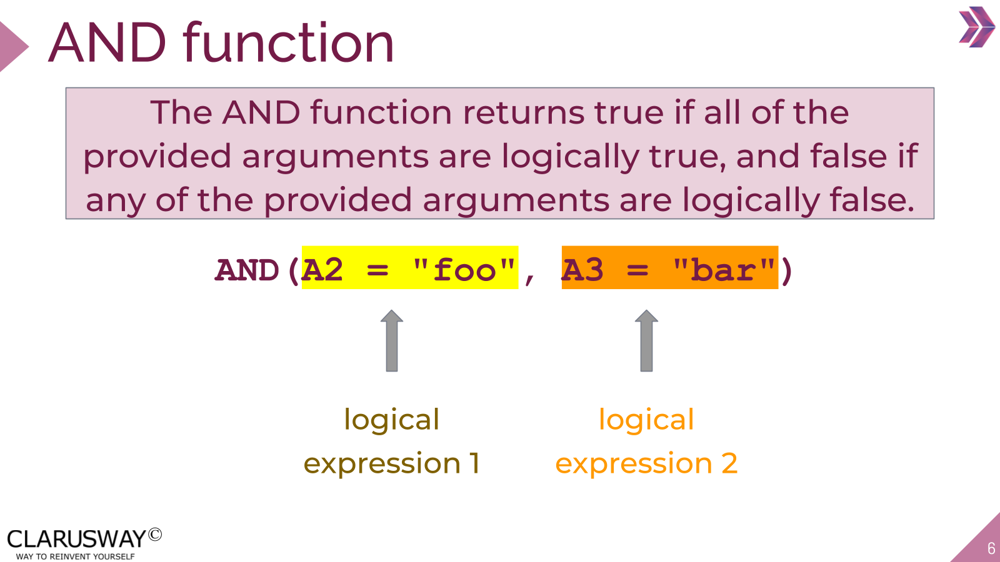 AND function
The AND function returns true if all of the
provided arguments are logically true, and false if
any of the provided arguments are logically false.
AND(A2 = "foo", A3 = "bar")
logical
expression 1
logical
expression 2
CLARUSWAY©
WAY TO REINVENT YOURSELF
6